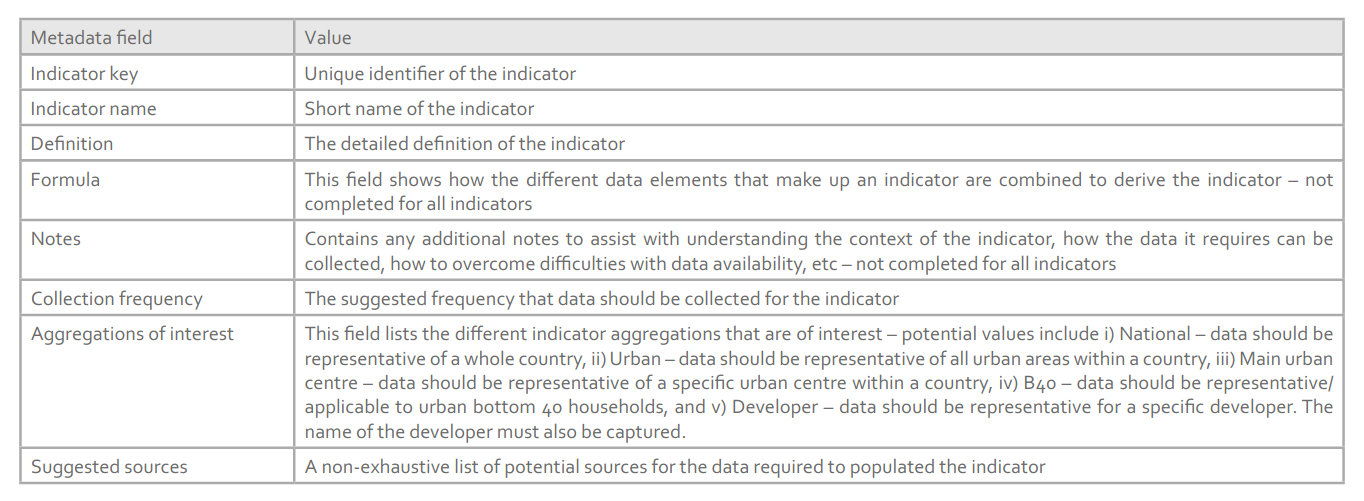 Metadata field Value
Indicator key Unique identifier of the indicator
Indicator name Short name of the indicator
Definition The detailed definition of the indicator
Formula This field shows how the different data elements that make up an indicator are combined to derive the indicator – not
completed for all indicators
Notes Contains any additional notes to assist with understanding the context of the indicator, how the data it requires can be
collected, how to overcome difficulties with data availability, etc – not completed for all indicators
Collection frequency The suggested frequency that data should be collected for the indicator
Aggregations of interest This field lists the different indicator aggregations that are of interest – potential values include i) National – data should be
representative of a whole country, ii) Urban – data should be representative of all urban areas within a country, iii) Main urban
centre – data should be representative of a specific urban centre within a country, iv) B40 – data should be representative/
applicable to urban bottom 40 households, and v) Developer – data should be representative for a specific developer. The
name of the developer must also be captured.
Suggested sources A non-exhaustive list of potential sources for the data required to populated the indicator